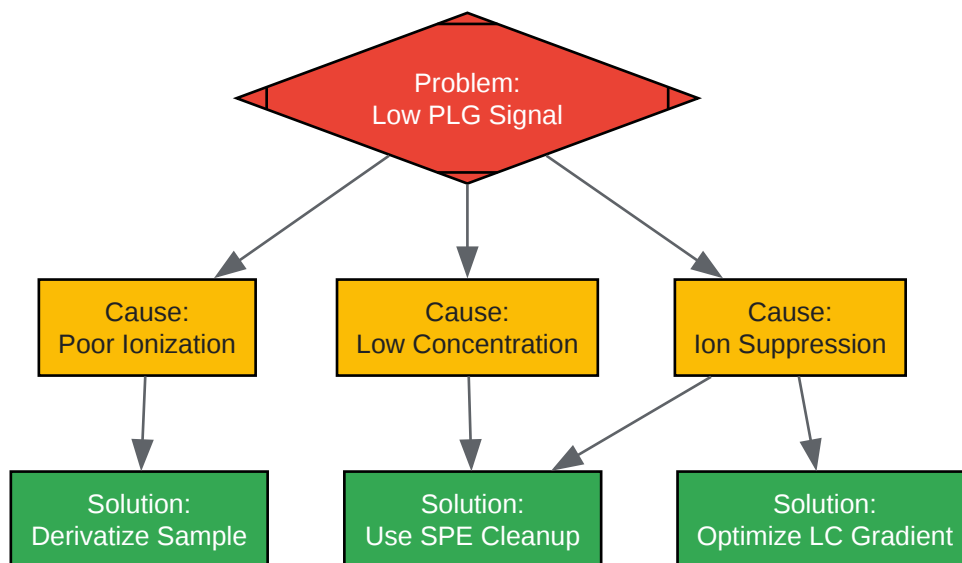 Problem:
Low PLG Signal
Cause:
Poor Ionization
Cause:
Low Concentration
Cause:
Ion Suppression
Solution:
Derivatize Sample
Solution:
Use SPE Cleanup
Solution:
Optimize LC Gradient